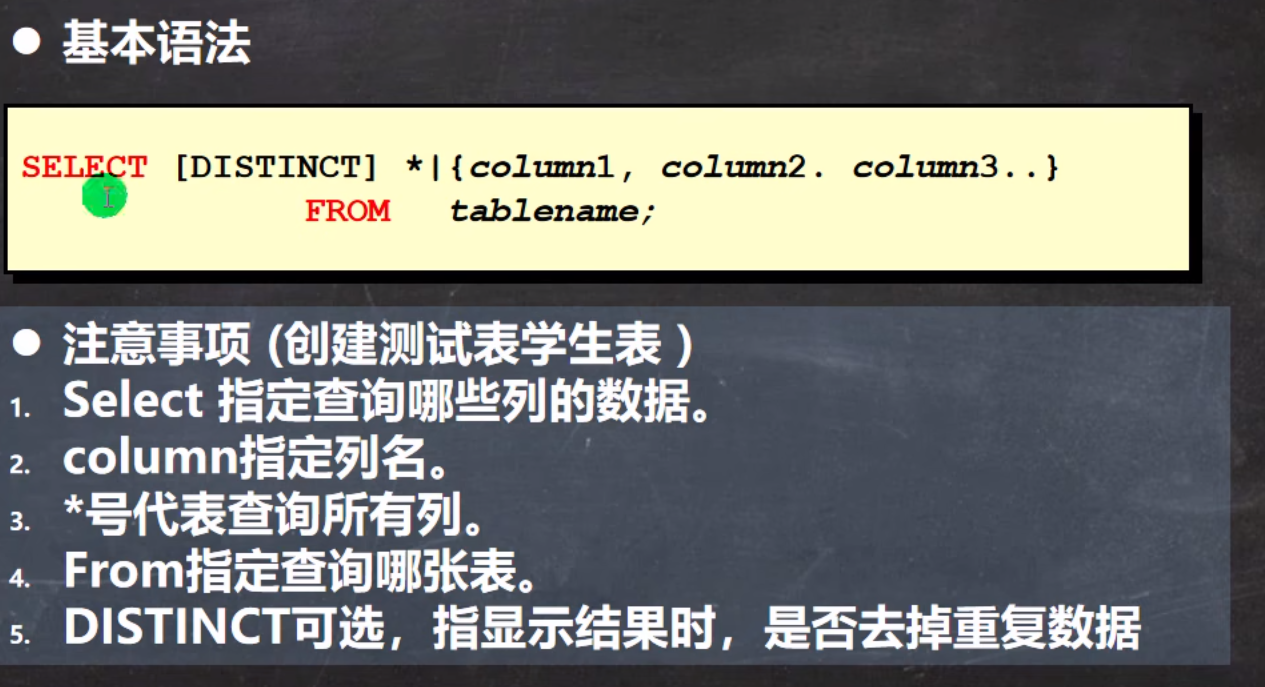 ● 基本语法
SELECT [DISTINCT] *|{column1, column2. column3..}
FROM tablename;
● 注意事项 (创建测试表学生表 )
1. Select 指定查询哪些列的数据。
2. column指定列名。
3. *号代表查询所有列。
4. From指定查询哪张表。
5. DISTINCT可选，指显示结果时，是否去掉重复数据